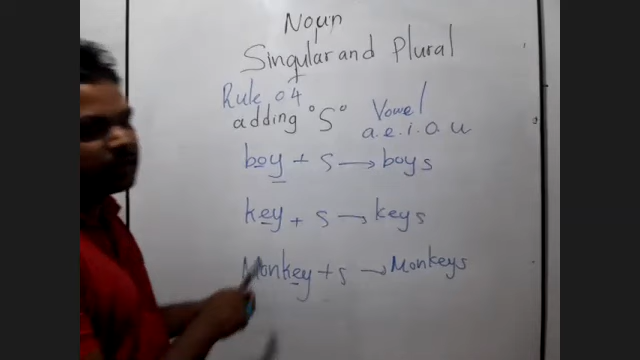 Noun
Singular and Plural
Rule 04
adding "S"
Vowel
a.e.i.o.u
boy + s → boys
key + s → keys
Monkey + s → Monkeys